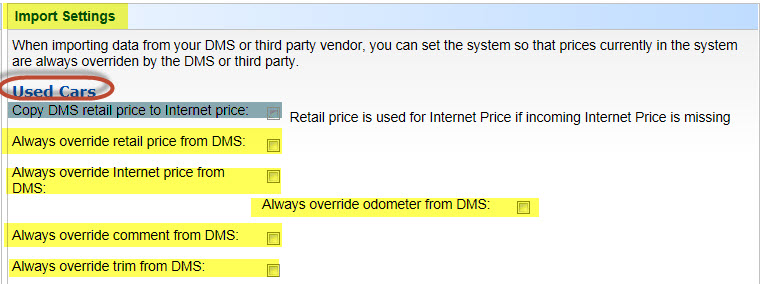 Import Settings
When importing data from your DMS or third party vendor, you can set the system so that prices currently in the system
are always overriden by the DMS or third party.
Used Cars
Copy DMS retail price to Internet price:
Retail price is used for Internet Price if incoming Internet Price is missing
Always override retail price from DMS:
Always override Internet price from
DMS:
Always override odometer from DMS:
Always override comment from DMS:
Always override trim from DMS: